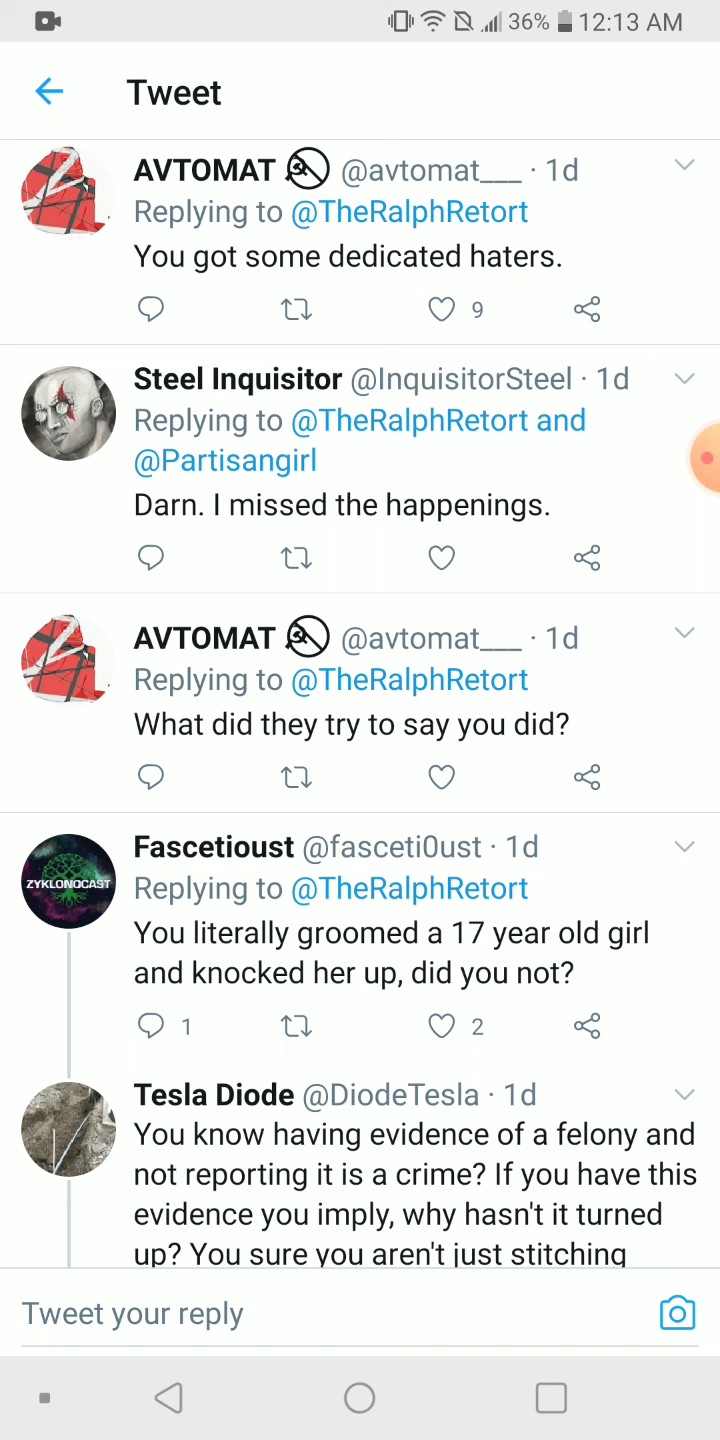 36% 12:13 AM
Tweet
AVTOMAT @avtomat___ · 1d
Replying to @TheRalphRetort
You got some dedicated haters.
9
Steel Inquisitor @InquisitorSteel · 1d
Replying to @TheRalphRetort and
@Partisangirl
Darn. I missed the happenings.
AVTOMAT @avtomat___ · 1d
Replying to @TheRalphRetort
What did they try to say you did?
ZYKLONOCAST
Fascetioust @fasceti0ust · 1d
Replying to @TheRalphRetort
You literally groomed a 17 year old girl
and knocked her up, did you not?
1 2
Tesla Diode @DiodeTesla · 1d
You know having evidence of a felony and
not reporting it is a crime? If you have this
evidence you imply, why hasn't it turned
up? You sure you aren't just stitching
Tweet your reply